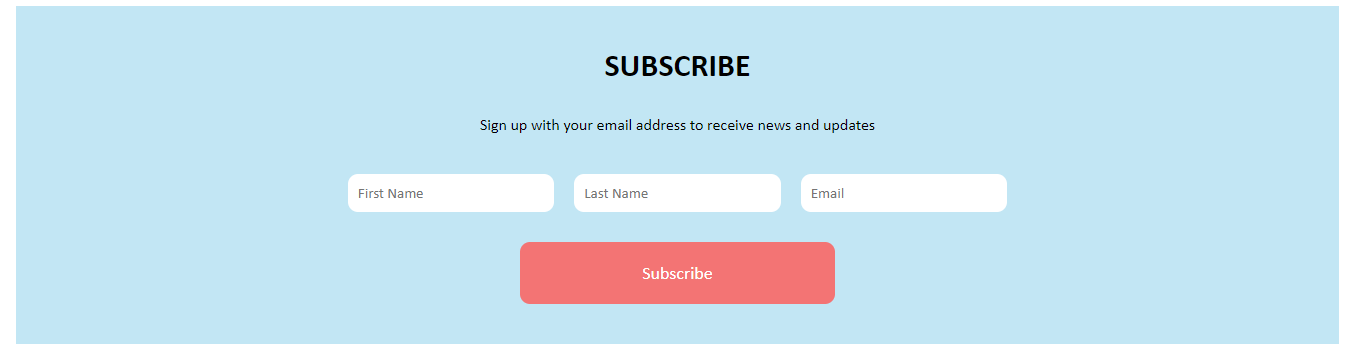 SUBSCRIBE
Sign up with your email address to receive news and updates
First Name Last Name Email
Subscribe